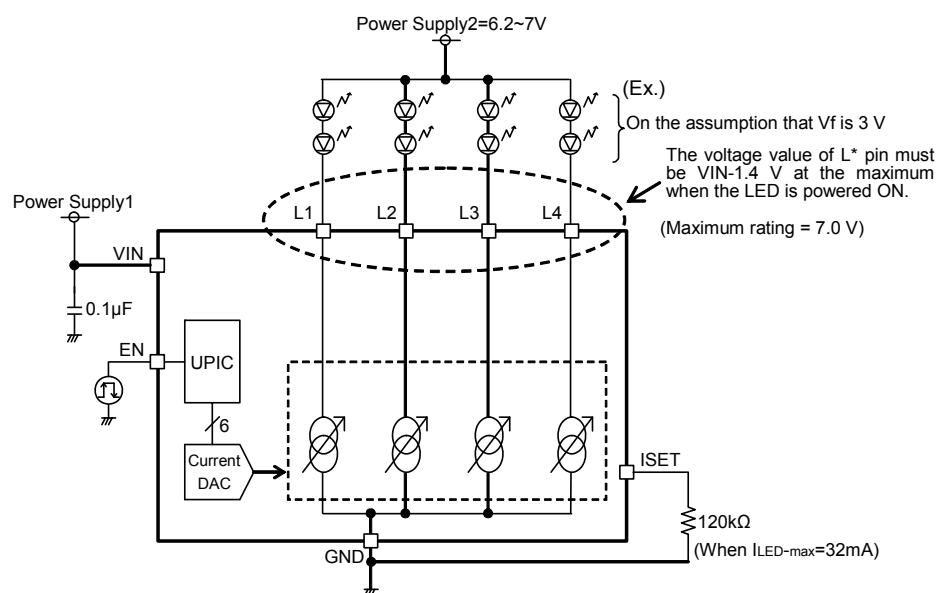 Power Supply2=6.2~7V
(Ex.)
On the assumption that Vf is 3 V
The voltage value of L* pin must
be VIN-1.4 V at the maximum
when the LED is powered ON.
(Maximum rating = 7.0 V)
Power Supply1
L1
L2
L3
L4
VIN
0.1µF
EN
UPIC
6
Current
DAC
ISET
120kΩ
(When ILED-max=32mA)
GND